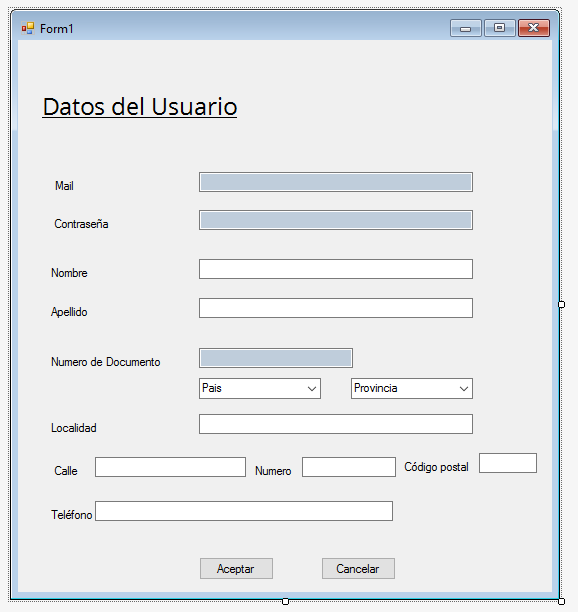 Form1
Datos del Usuario
Mail
Contraseña
Nombre
Apellido
Numero de Documento
Pais Provincia
Localidad
Calle Numero Código postal
Teléfono
Aceptar Cancelar